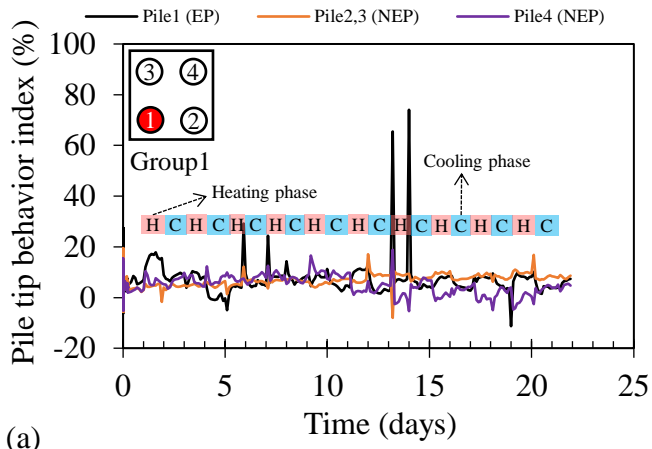 Pile1 (EP) Pile2,3 (NEP) Pile4 (NEP)
Pile tip behavior index (%)
100
80
60
40
20
0
-20
3 4
1 2
Group1
Heating phase
Cooling phase
H C H C H C H C H C H C H C H C H C H C
0 5 10 15 20 25
Time (days)
(a)